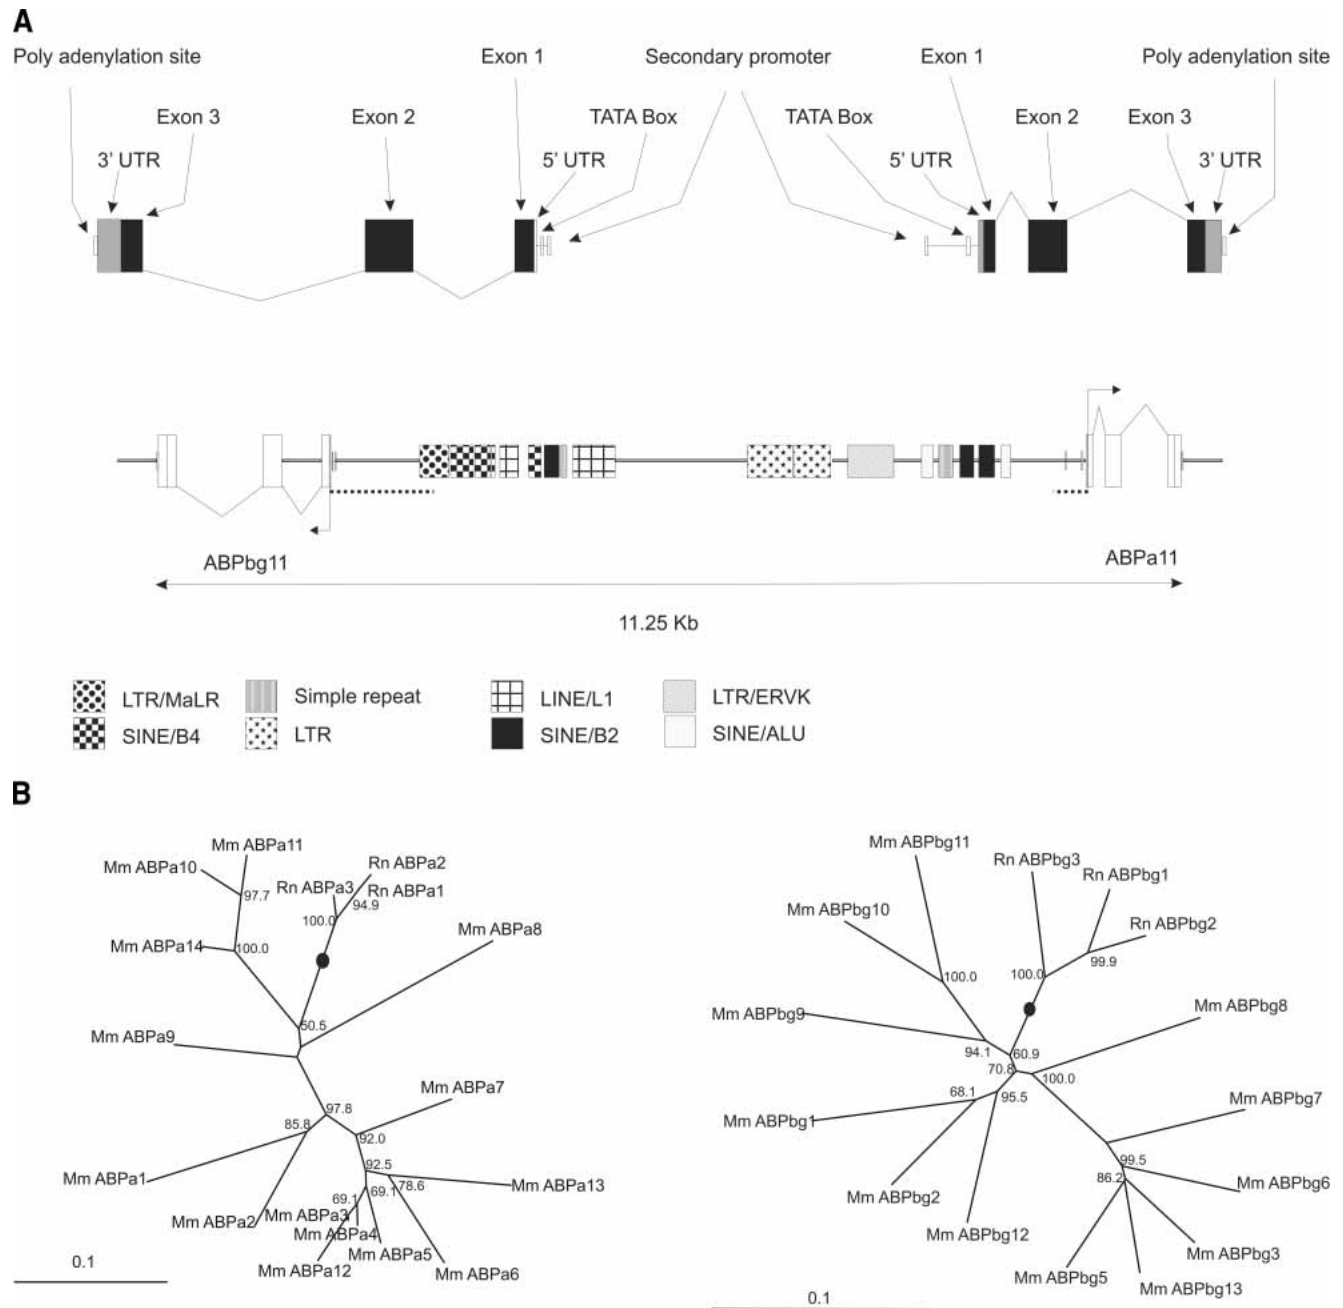 A
Poly adenylation site
Exon 1
Secondary promoter
Exon 1
Poly adenylation site
Exon 3
Exon 2
TATA Box
TATA Box
Exon 2
Exon 3
3' UTR
5' UTR
5' UTR
3' UTR
ABPbg11
ABPa11
11.25 Kb
LTR/MaLR
Simple repeat
LINE/L1
LTR/ERVK
SINE/B4
LTR
SINE/B2
SINE/ALU
B
Mm ABPa11
Mm ABPa10
Rn ABPa2
Rn ABPa3
Rn ABPa1
97.7
94.9
100.0
Mm ABPa8
Mm ABPa14
100.0
50.5
Mm ABPa9
Mm ABPa7
97.8
85.8
92.0
92.5
Mm ABPa1
69.1
78.6
Mm ABPa13
69.1
Mm ABPa2
Mm ABPa3
Mm ABPa4
Mm ABPa5
Mm ABPa12
Mm ABPa6
0.1
Mm ABPbg11
Rn ABPbg3
Rn ABPbg1
Mm ABPbg10
Rn ABPbg2
99.9
100.0
100.0
Mm ABPbg9
Mm ABPbg8
94.1
60.9
70.8
100.0
68.1
95.5
Mm ABPbg7
Mm ABPbg1
99.5
86.2
Mm ABPbg6
Mm ABPbg2
Mm ABPbg12
Mm ABPbg3
Mm ABPbg5
Mm ABPbg13
0.1